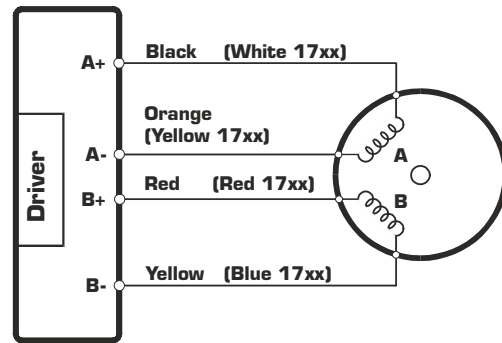 A+ Black (White 17xx)
Orange
(Yellow 17xx)
A-
A
Driver
B+ Red (Red 17xx)
B
B- Yellow (Blue 17xx)